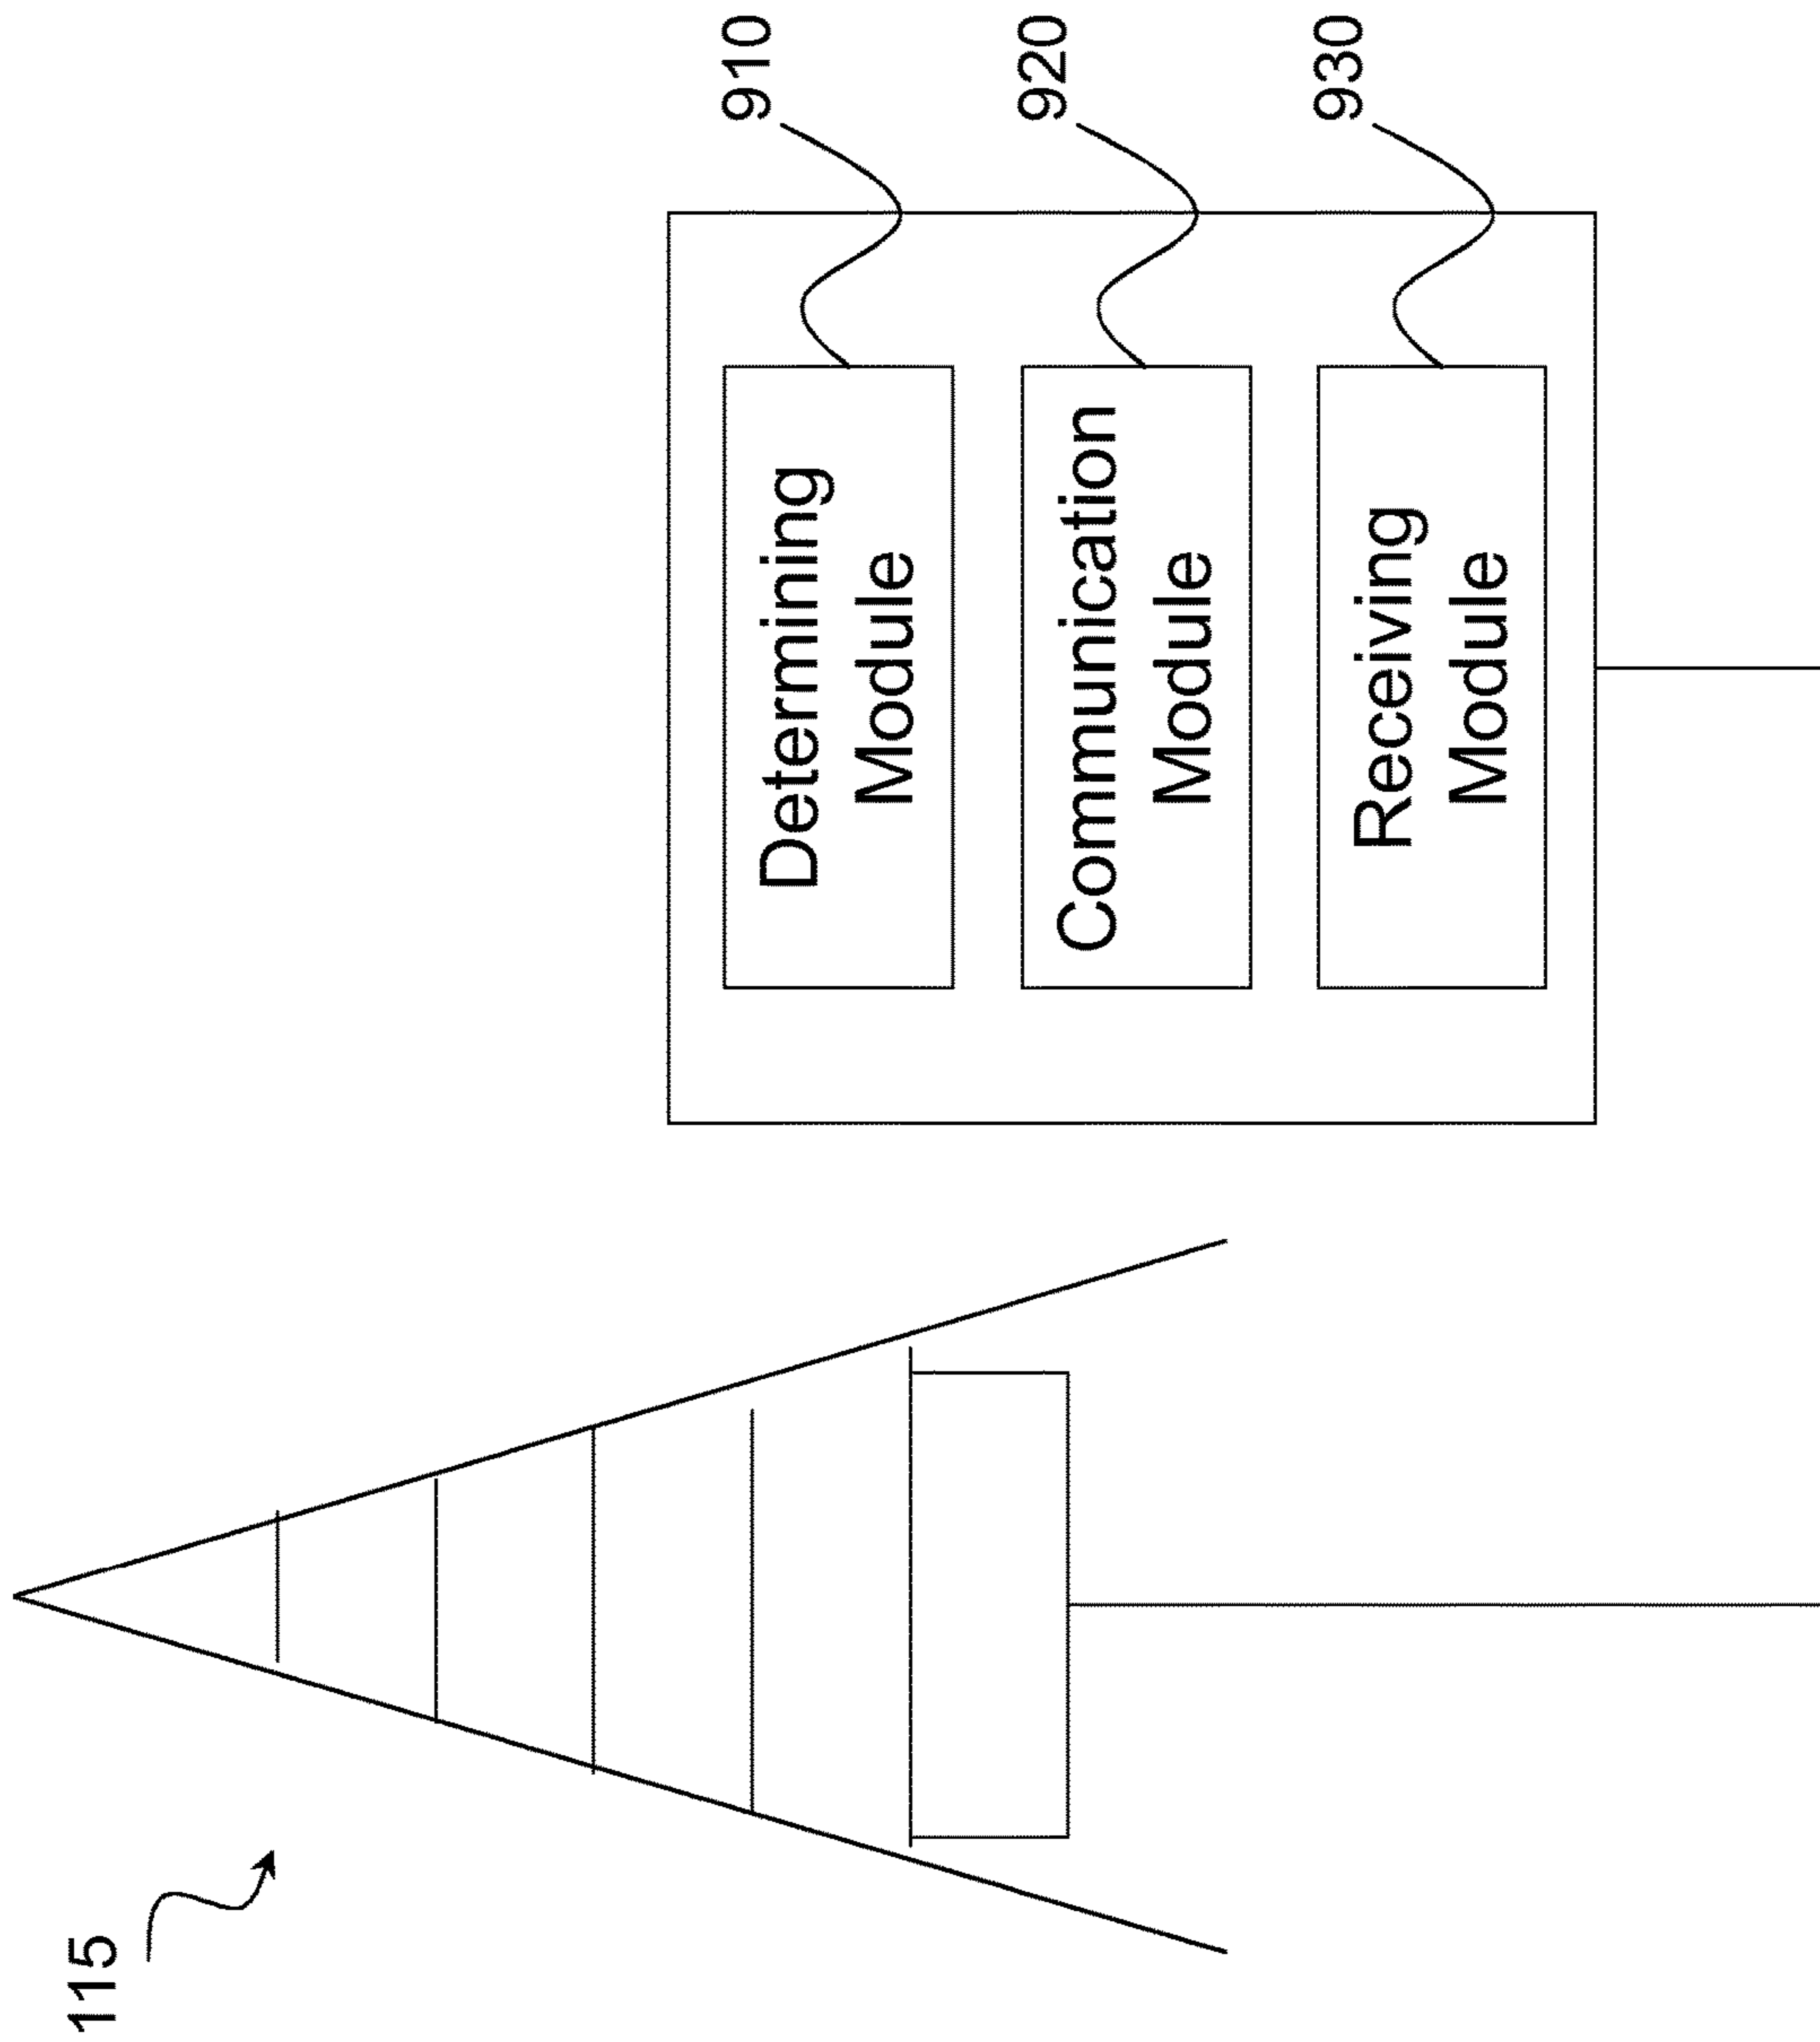 115
Determining
Module
910
Communication
Module
920
Receiving
Module
930